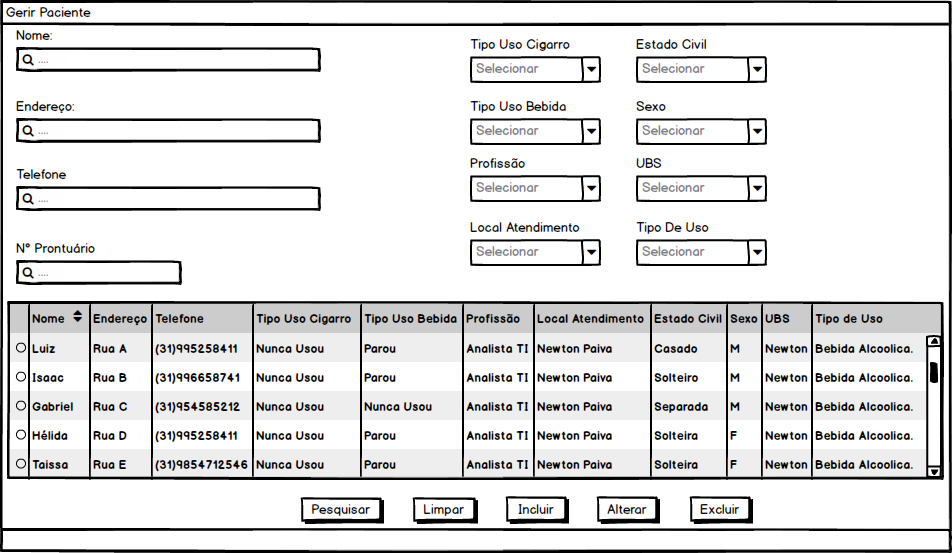 Gerir Paciente
Nome:
....
Tipo Uso Cigarro Estado Civil
Selecionar Selecionar
Endereço:
....
Tipo Uso Bebida Sexo
Selecionar Selecionar
Telefone
....
Profissão UBS
Selecionar Selecionar
N° Prontuário
....
Local Atendimento Tipo De Uso
Selecionar Selecionar
Nome Endereço Telefone Tipo Uso Cigarro Tipo Uso Bebida Profissão Local Atendimento Estado Civil Sexo UBS Tipo de Uso
Luiz Rua A (31)995258411 Nunca Usou Parou Analista TI Newton Paiva Casado M Newton Bebida Alcoolica.
Isaac Rua B (31)996658741 Nunca Usou Parou Analista TI Newton Paiva Solteiro M Newton Bebida Alcoolica.
Gabriel Rua C (31)954585212 Nunca Usou Nunca Usou Analista TI Newton Paiva Separada M Newton Bebida Alcoolica.
Hélida Rua D (31)995258411 Nunca Usou Parou Analista TI Newton Paiva Solteira F Newton Bebida Alcoolica.
Taissa Rua E (31)9854712546 Nunca Usou Parou Analista TI Newton Paiva Solteira F Newton Bebida Alcoolica.
Pesquisar Limpar Incluir Alterar Excluir